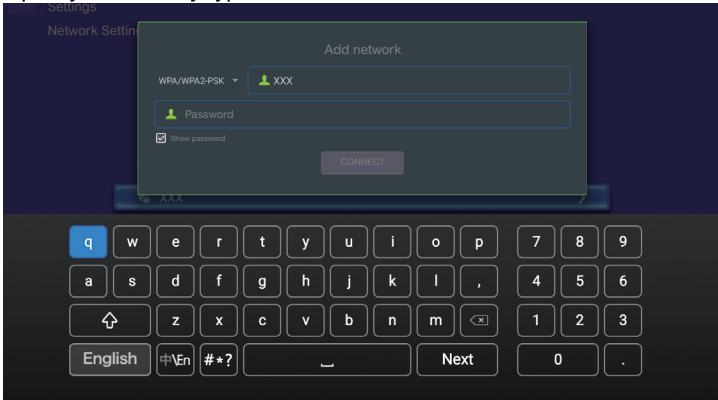 Settings
Network Settin
Add network
WPA/WPA2-PSK XXX
Password
Show password
CONNECT
XXX
q w e r t y u i o p 7 8 9
a s d f g h j k l , 4 5 6
z x c v b n m 1 2 3
English 中\En #*? Next 0 .